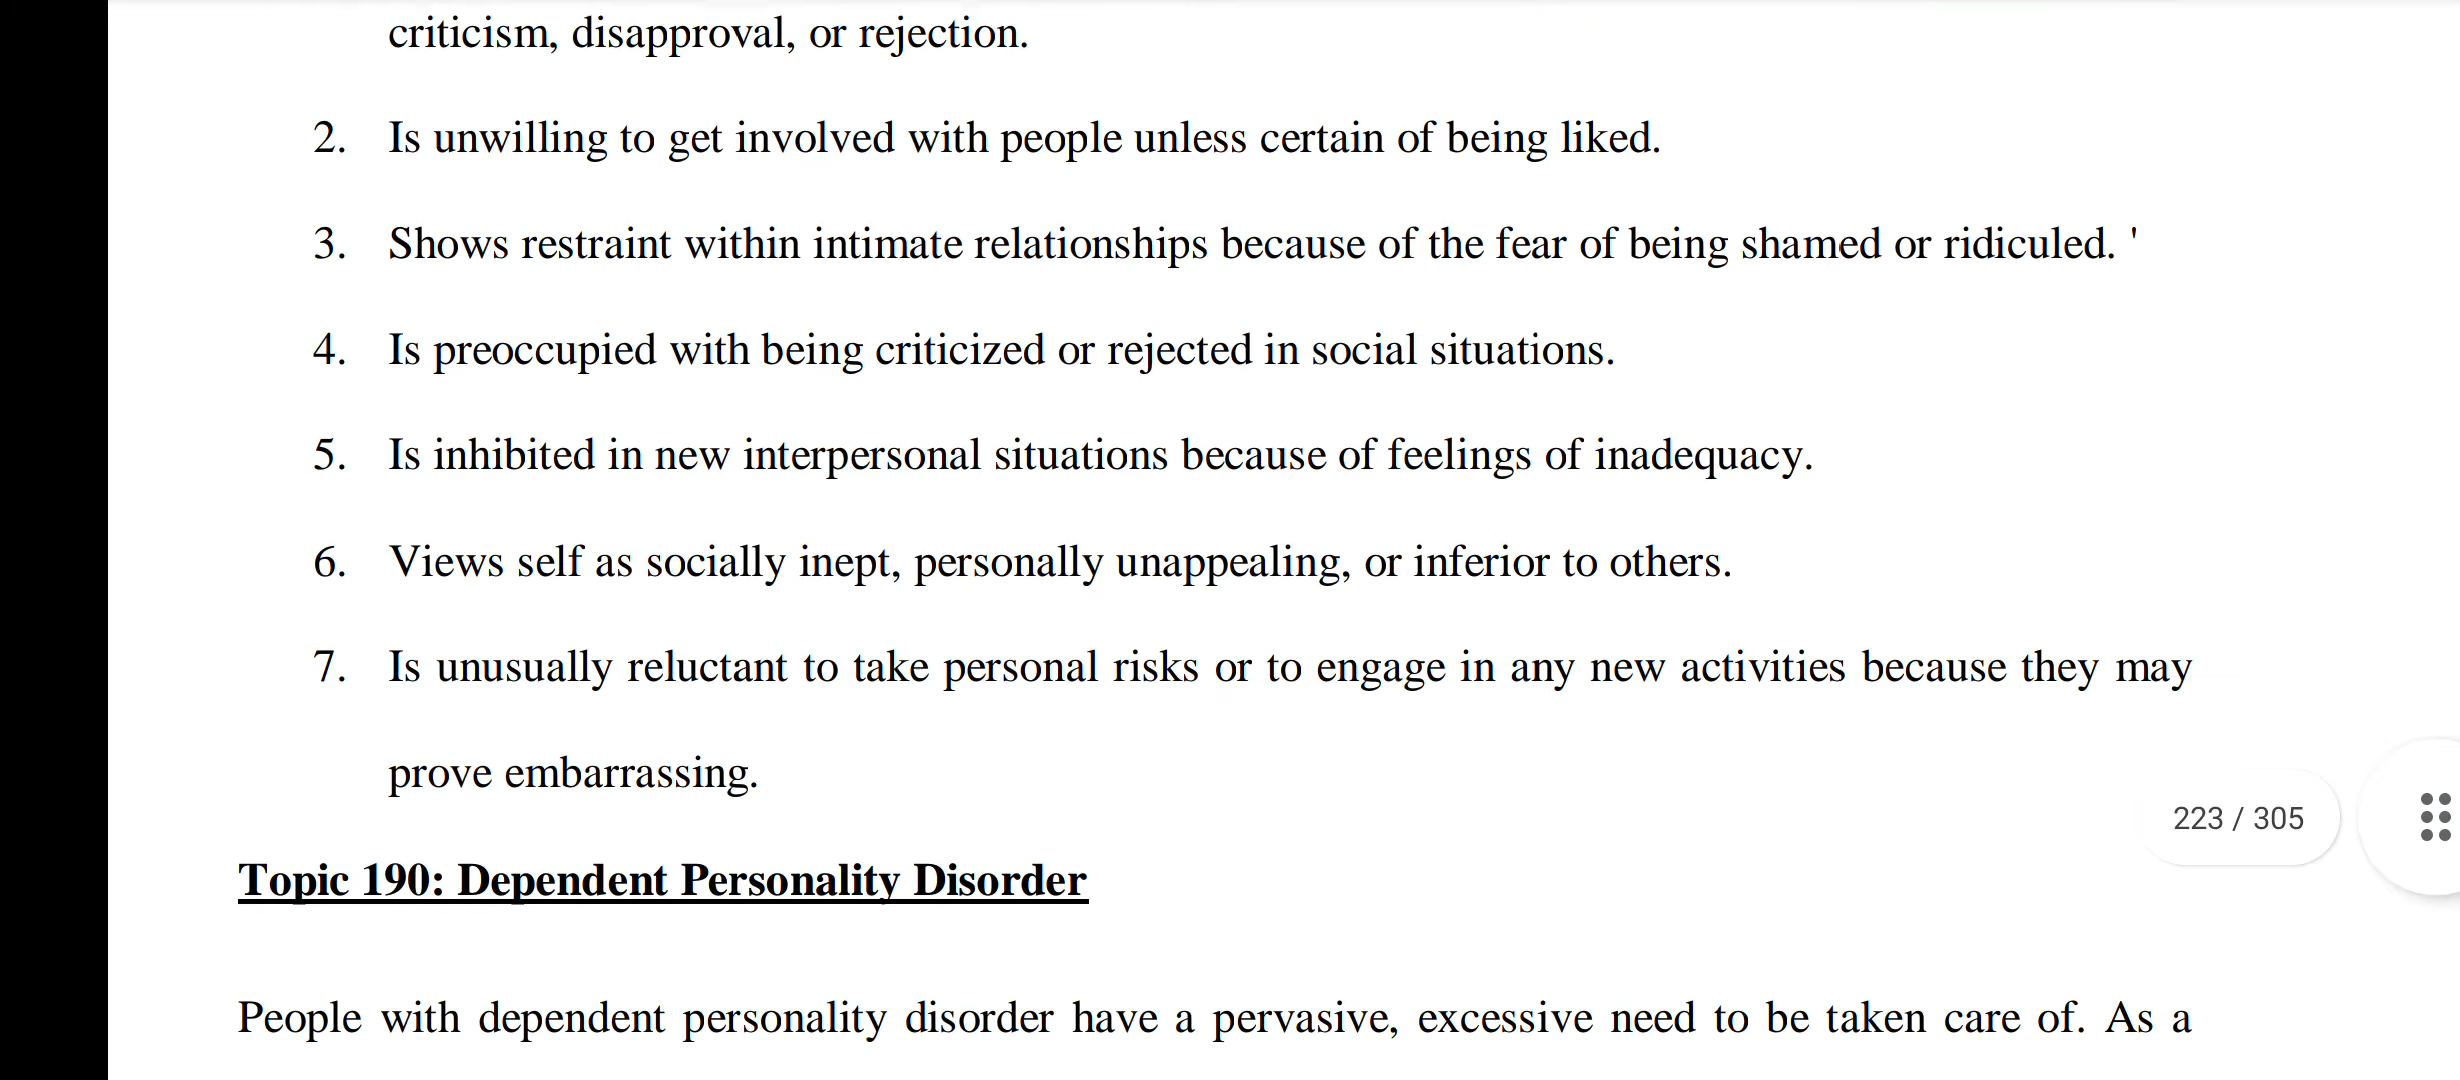 criticism, disapproval, or rejection.
2. Is unwilling to get involved with people unless certain of being liked.
3. Shows restraint within intimate relationships because of the fear of being shamed or ridiculed. '
4. Is preoccupied with being criticized or rejected in social situations.
5. Is inhibited in new interpersonal situations because of feelings of inadequacy.
6. Views self as socially inept, personally unappealing, or inferior to others.
7. Is unusually reluctant to take personal risks or to engage in any new activities because they may
prove embarrassing.
223 / 305
Topic 190: Dependent Personality Disorder
People with dependent personality disorder have a pervasive, excessive need to be taken care of. As a